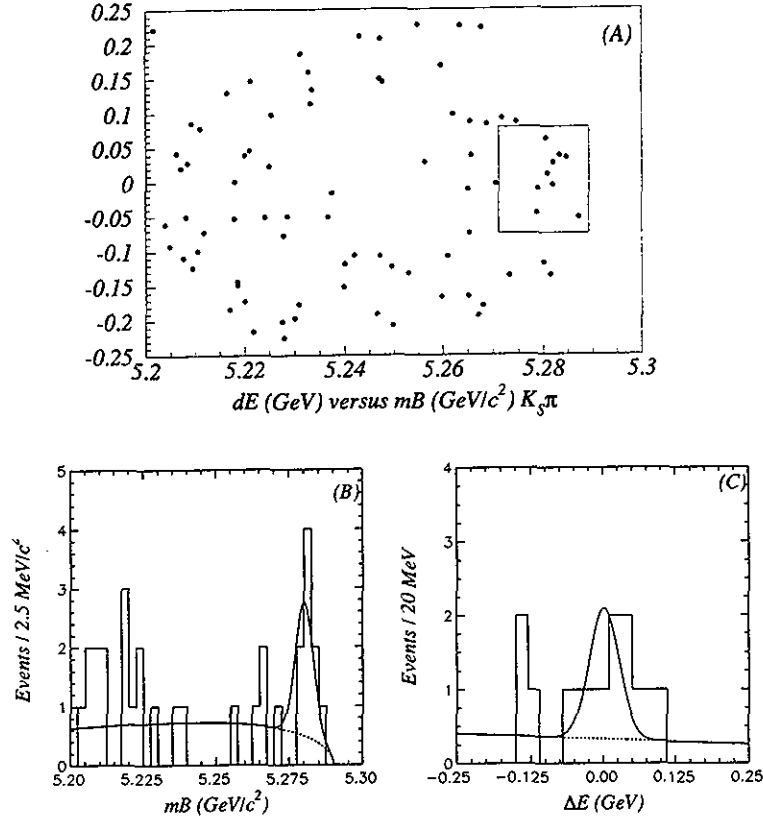 0.25
0.2
0.15
0.1
0.05
0
-0.05
-0.1
-0.15
-0.2
-0.25
(A)
5.2 5.22 5.24 5.26 5.28 5.3
dE (GeV) versus mB (GeV/c²) K_Sπ
5
4
3
2
1
0
Events / 2.5 MeV/c²
(B)
5.20 5.225 5.25 5.275 5.30
mB (GeV/c²)
4
3
2
1
0
Events / 20 MeV
(C)
−0.25 −0.125 0.00 0.125 0.25
ΔE (GeV)